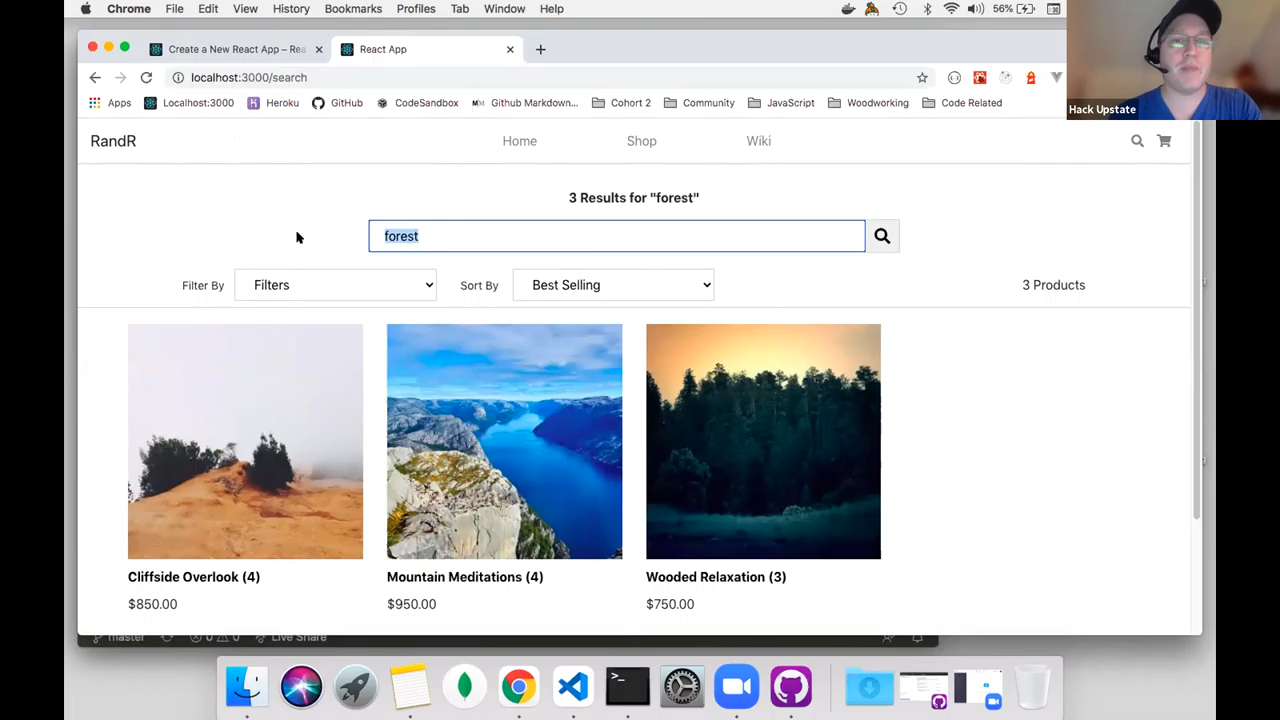 Chrome File Edit View History Bookmarks Profiles Tab Window Help 56%
Create a New React App – Rea
React App
localhost:3000/search
Apps Localhost:3000 Heroku GitHub CodeSandbox Github Markdown... Cohort 2 Community JavaScript Woodworking Code Related
Hack Upstate
RandR Home Shop Wiki
3 Results for "forest"
forest
Filter By Filters Sort By Best Selling 3 Products
Cliffside Overlook (4) Mountain Meditations (4) Wooded Relaxation (3)
$850.00 $950.00 $750.00
master 0 0 Live Share